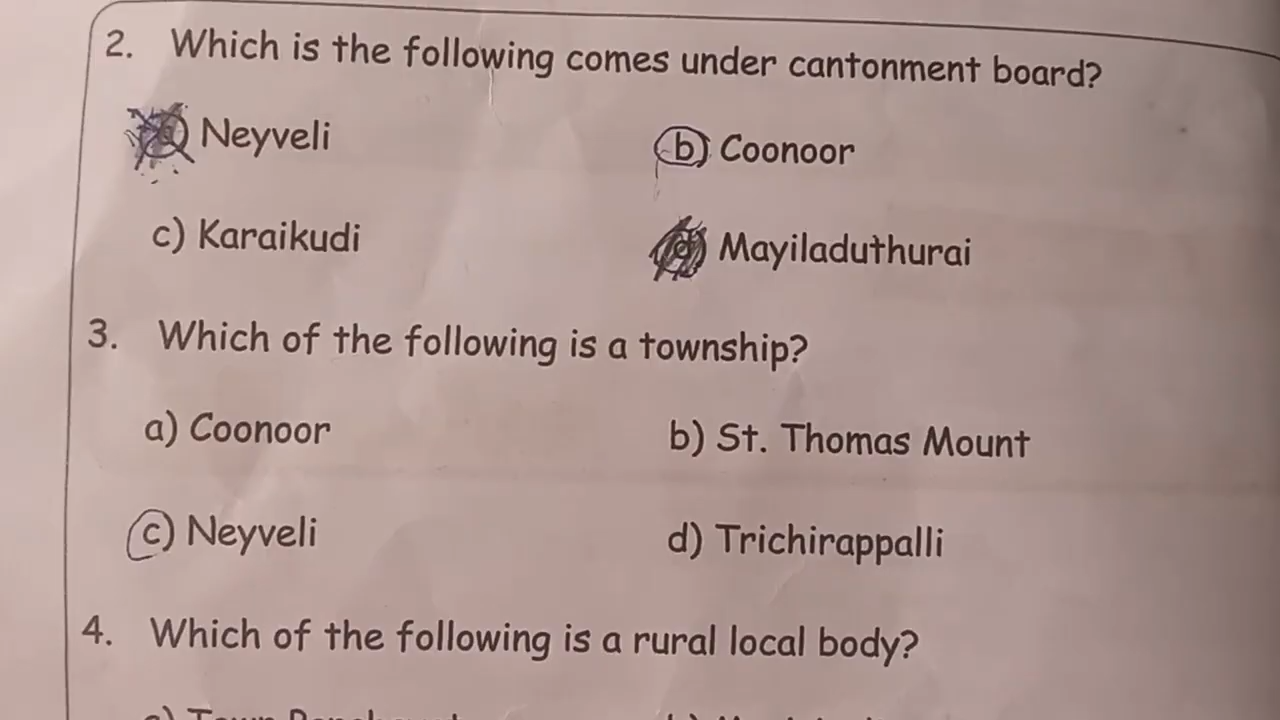 2. Which is the following comes under cantonment board?
a) Neyveli b) Coonoor
c) Karaikudi d) Mayiladuthurai
3. Which of the following is a township?
a) Coonoor b) St. Thomas Mount
c) Neyveli d) Trichirappalli
4. Which of the following is a rural local body?